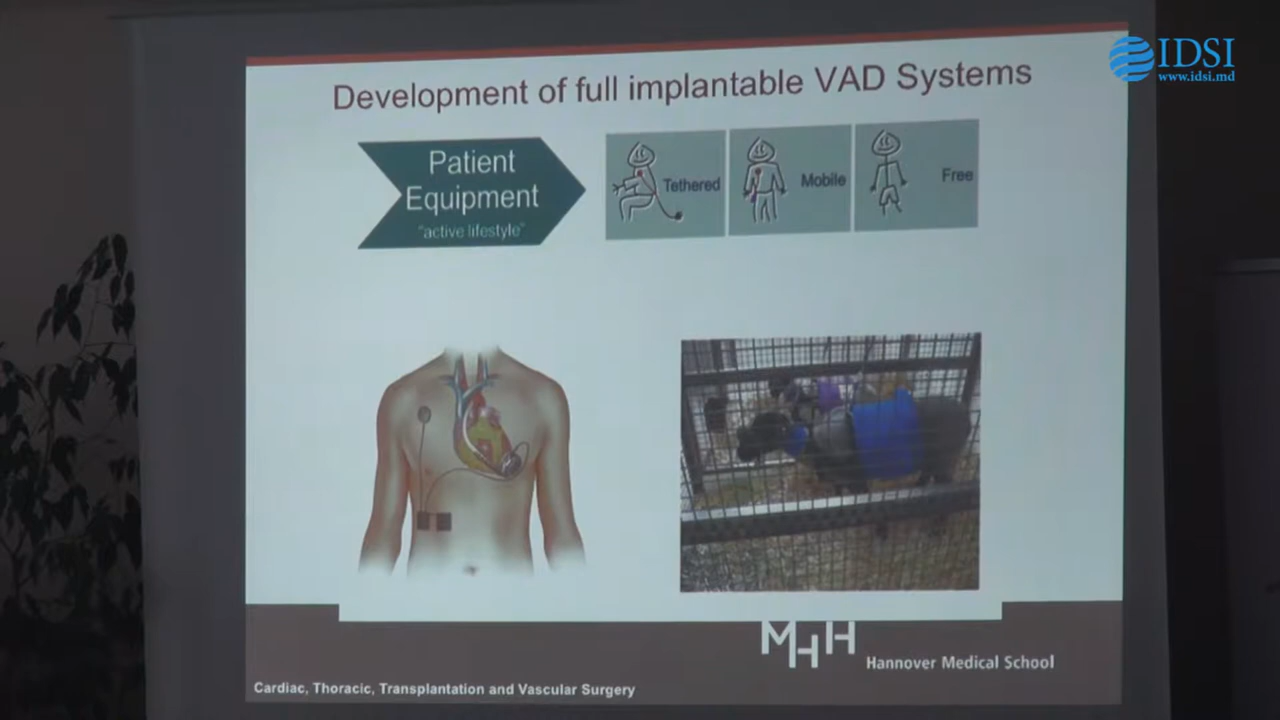 IDSI
www.idsi.md
Development of full implantable VAD Systems
Patient
Equipment
"active lifestyle"
Tethered
Mobile
Free
MHH
Hannover Medical School
Cardiac, Thoracic, Transplantation and Vascular Surgery